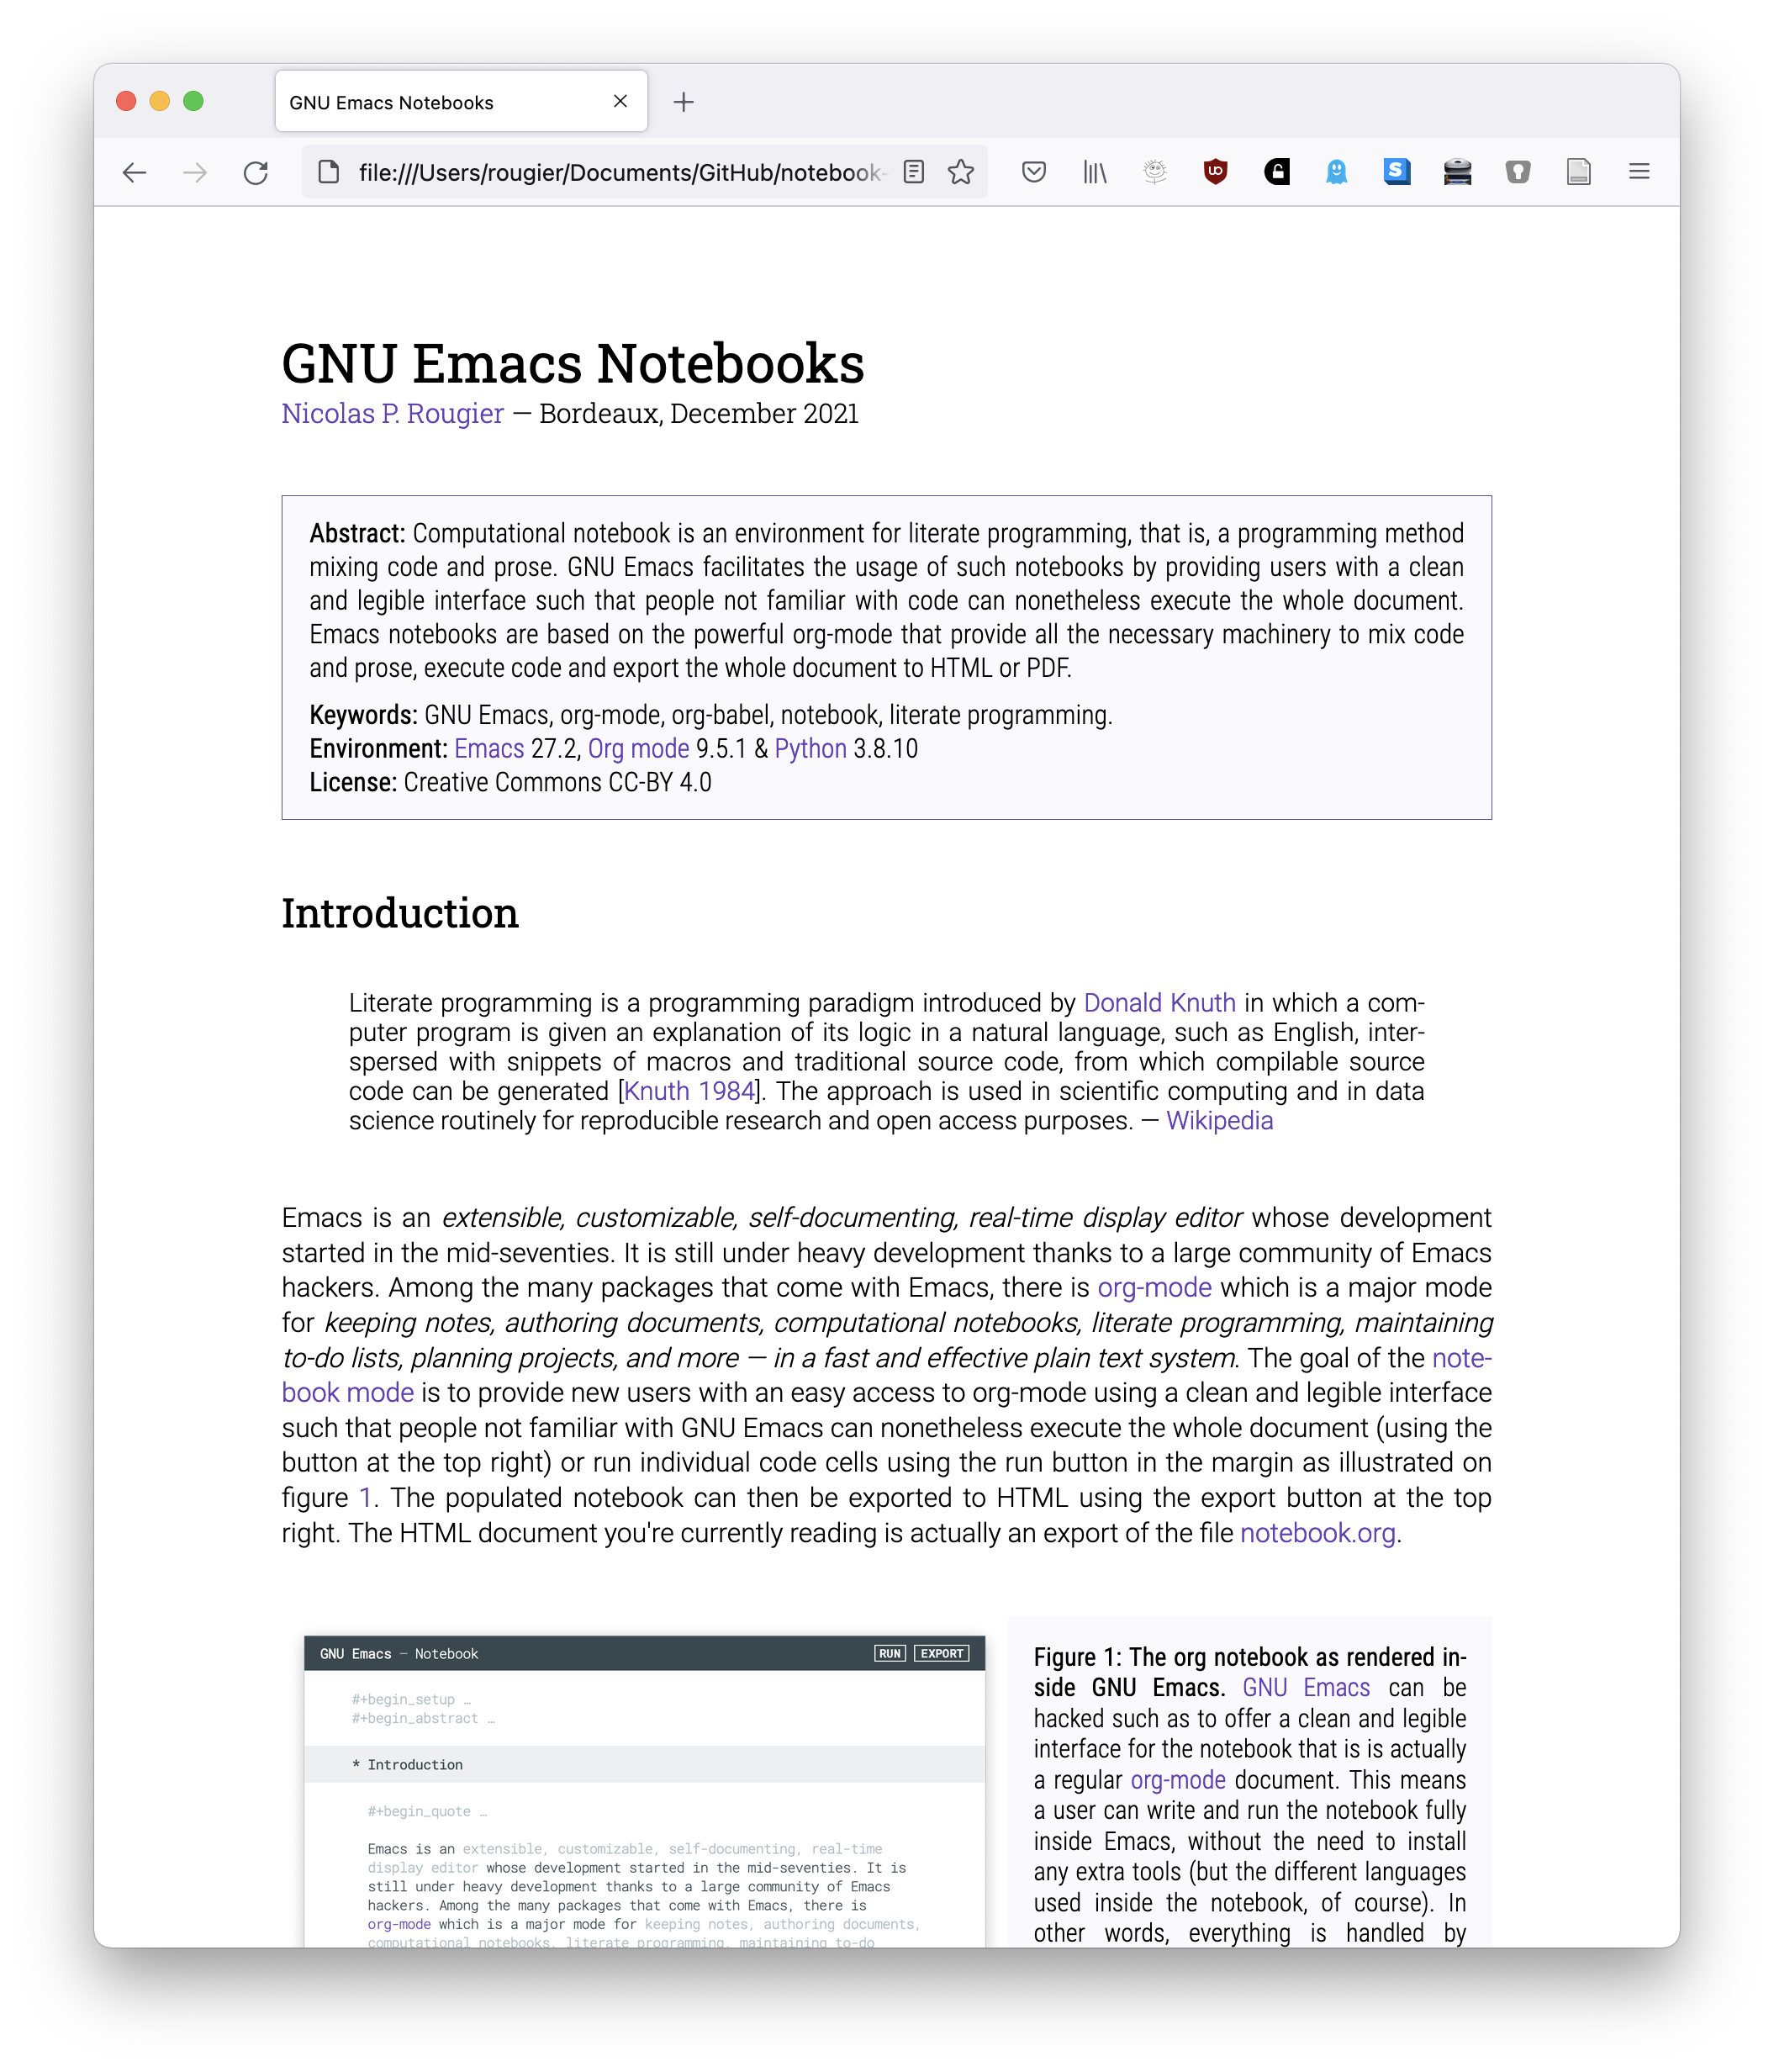 GNU Emacs Notebooks
file:///Users/rougier/Documents/GitHub/notebook-
GNU Emacs Notebooks
Nicolas P. Rougier — Bordeaux, December 2021
Abstract: Computational notebook is an environment for literate programming, that is, a programming method
mixing code and prose. GNU Emacs facilitates the usage of such notebooks by providing users with a clean
and legible interface such that people not familiar with code can nonetheless execute the whole document.
Emacs notebooks are based on the powerful org-mode that provide all the necessary machinery to mix code
and prose, execute code and export the whole document to HTML or PDF.
Keywords: GNU Emacs, org-mode, org-babel, notebook, literate programming.
Environment: Emacs 27.2, Org mode 9.5.1 & Python 3.8.10
License: Creative Commons CC-BY 4.0
Introduction
Literate programming is a programming paradigm introduced by Donald Knuth in which a com-
puter program is given an explanation of its logic in a natural language, such as English, inter-
spersed with snippets of macros and traditional source code, from which compilable source
code can be generated [Knuth 1984]. The approach is used in scientific computing and in data
science routinely for reproducible research and open access purposes. — Wikipedia
Emacs is an extensible, customizable, self-documenting, real-time display editor whose development
started in the mid-seventies. It is still under heavy development thanks to a large community of Emacs
hackers. Among the many packages that come with Emacs, there is org-mode which is a major mode
for keeping notes, authoring documents, computational notebooks, literate programming, maintaining
to-do lists, planning projects, and more — in a fast and effective plain text system. The goal of the note-
book mode is to provide new users with an easy access to org-mode using a clean and legible interface
such that people not familiar with GNU Emacs can nonetheless execute the whole document (using the
button at the top right) or run individual code cells using the run button in the margin as illustrated on
figure 1. The populated notebook can then be exported to HTML using the export button at the top
right. The HTML document you're currently reading is actually an export of the file notebook.org.
GNU Emacs — Notebook RUN EXPORT
#+begin_setup …
#+begin_abstract …
* Introduction
#+begin_quote …
Emacs is an extensible, customizable, self-documenting, real-time
display editor whose development started in the mid-seventies. It is
still under heavy development thanks to a large community of Emacs
hackers. Among the many packages that come with Emacs, there is
org-mode which is a major mode for keeping notes, authoring documents,
computational notebooks, literate programming, maintaining to-do
Figure 1: The org notebook as rendered in-
side GNU Emacs. GNU Emacs can be
hacked such as to offer a clean and legible
interface for the notebook that is is actually
a regular org-mode document. This means
a user can write and run the notebook fully
inside Emacs, without the need to install
any extra tools (but the different languages
used inside the notebook, of course). In
other words, everything is handled by